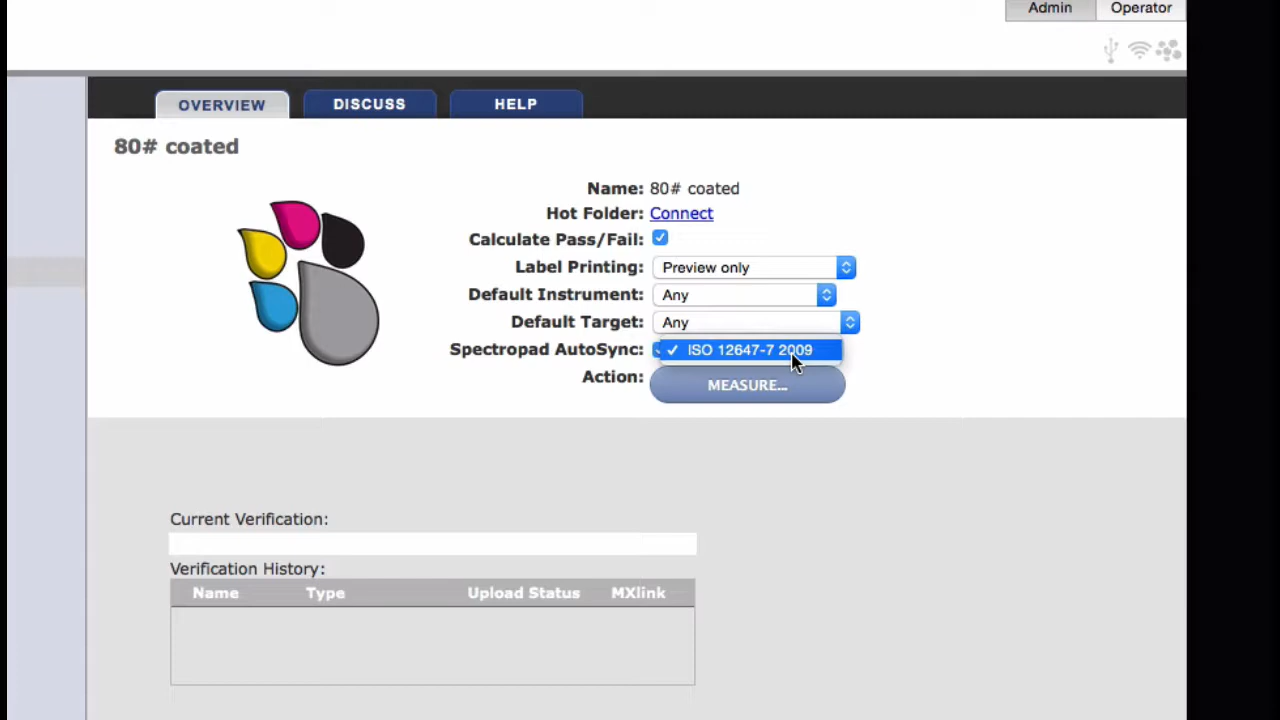 Admin Operator
OVERVIEW DISCUSS HELP
80# coated
Name: 80# coated
Hot Folder: Connect
Calculate Pass/Fail:
Label Printing: Preview only
Default Instrument: Any
Default Target: Any
Spectropad AutoSync: ✓ ISO 12647-7 2009
Action: MEASURE...
Current Verification:
Verification History:
Name Type Upload Status MXlink